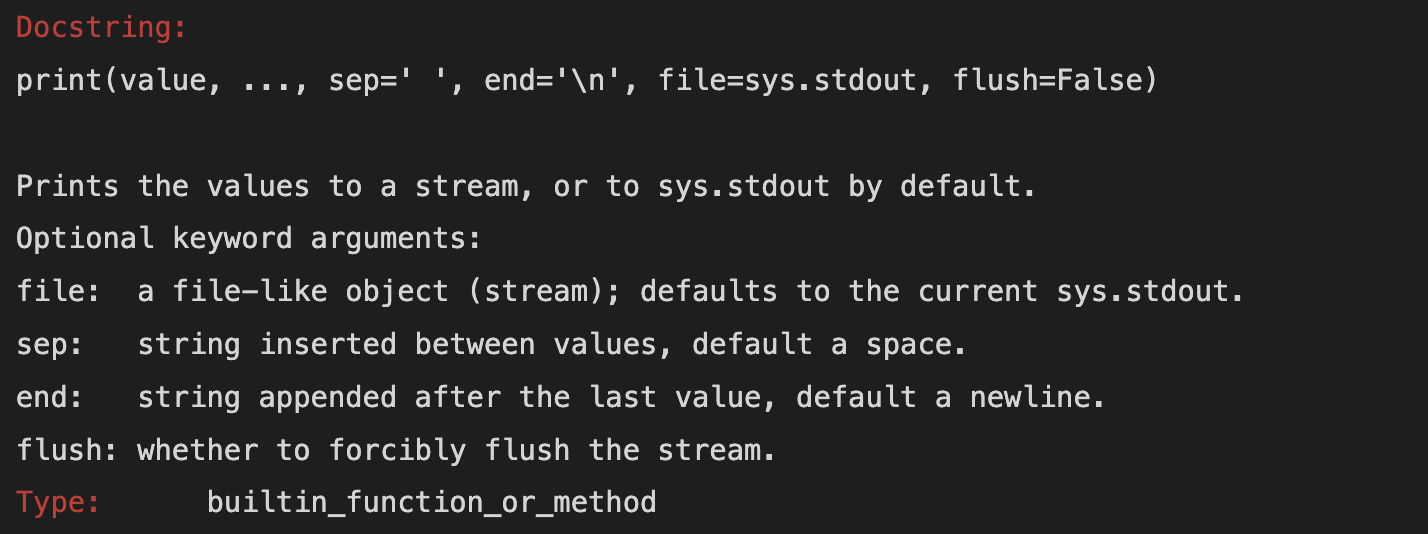 Docstring:
print(value, ..., sep=' ', end='\n', file=sys.stdout, flush=False)
Prints the values to a stream, or to sys.stdout by default.
Optional keyword arguments:
file:  a file-like object (stream); defaults to the current sys.stdout.
sep:   string inserted between values, default a space.
end:   string appended after the last value, default a newline.
flush: whether to forcibly flush the stream.
Type:      builtin_function_or_method